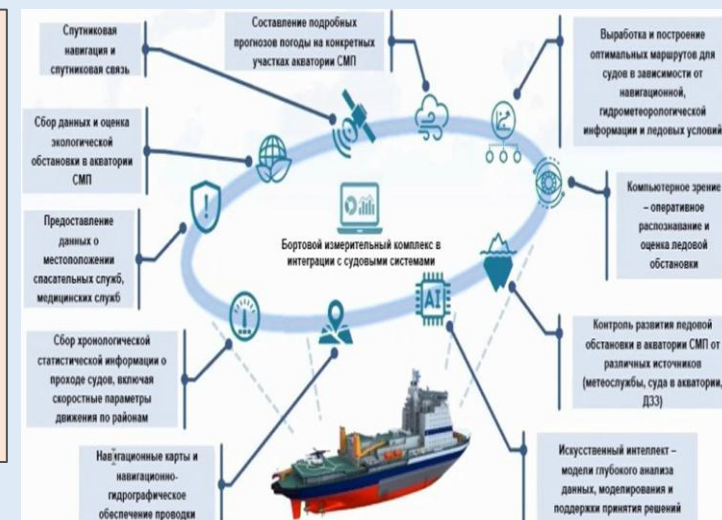 Спутниковая
навигация и
спутниковая связь
Составление подробных
прогнозов погоды на конкретных
участках акватории СМП
Выработка и построение
оптимальных маршрутов для
судов в зависимости от
навигационной,
гидрометеорологической
информации и ледовых условий
Сбор данных и оценка
экологической
обстановки в акватории
СМП
Компьютерное зрение
– оперативное
распознавание и
оценка ледовой
обстановки
Предоставление
данных о
местоположении
спасательных служб,
медицинских служб
Бортовой измерительный комплекс в
интеграции с судовыми системами
AI
Сбор хронологической
статистической информации о
проходе судов, включая
скоростные параметры
движения по районам
Контроль развития ледовой
обстановки в акватории СМП от
различных источников
(метеослужбы, суда в акватории,
ДЗЗ)
Навигационные карты и
навигационно-
гидрографическое
обеспечение проводки
Искусственный интеллект –
модели глубокого анализа
данных, моделирования и
поддержки принятия решений